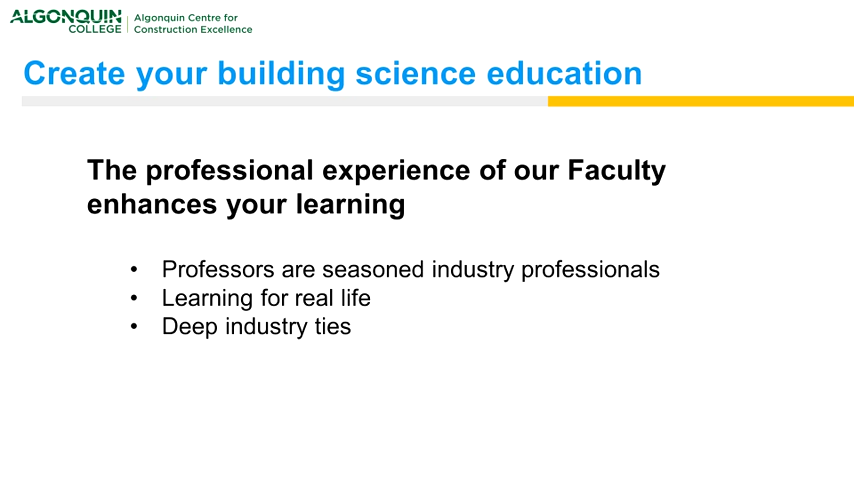 ALGONQUIN
COLLEGE
Algonquin Centre for
Construction Excellence
Create your building science education
The professional experience of our Faculty
enhances your learning
• Professors are seasoned industry professionals
• Learning for real life
• Deep industry ties